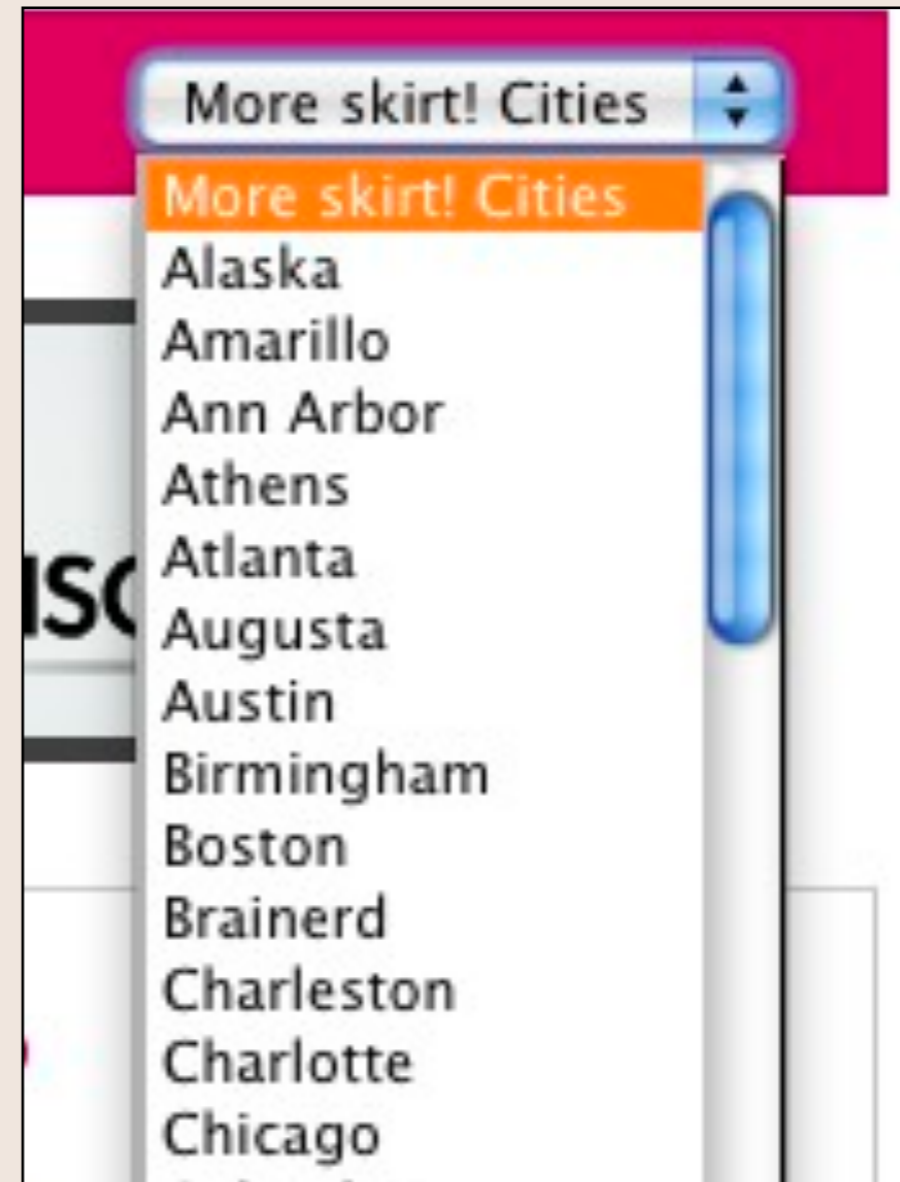 More skirt! Cities
More skirt! Cities
Alaska
Amarillo
Ann Arbor
Athens
Atlanta
Augusta
Austin
Birmingham
Boston
Brainerd
Charleston
Charlotte
Chicago